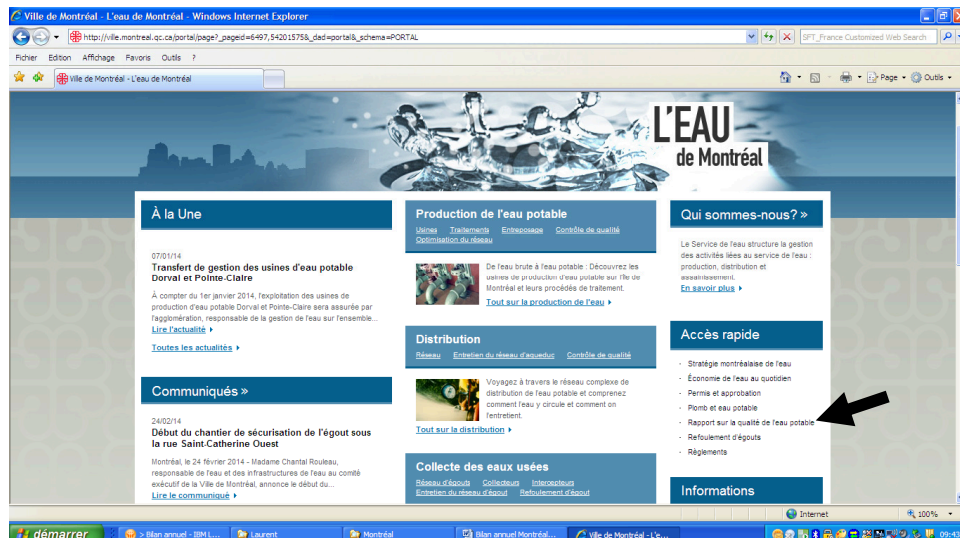 Ville de Montréal - L'eau de Montréal - Windows Internet Explorer
http://ville.montreal.qc.ca/portal/page?_pageid=6497,54201575&_dad=portal&_schema=PORTAL
SFT_France Customized Web Search
Fichier Edition Affichage Favoris Outils ?
Ville de Montréal - L'eau de Montréal
Page
Outils
L'EAU
de Montréal
À la Une
07/01/14
Transfert de gestion des usines d'eau potable
Dorval et Pointe-Claire
À compter du 1er janvier 2014, l'exploitation des usines de
production d'eau potable Dorval et Pointe-Claire sera assurée par
l'agglomération, responsable de la gestion de l'eau sur l'ensemble...
Lire l'actualité
Toutes les actualités
Communiqués »
24/02/14
Début du chantier de sécurisation de l'égout sous
la rue Saint-Catherine Ouest
Montréal, le 24 février 2014 - Madame Chantal Rouleau,
responsable de l'eau et des infrastructures de l'eau au comité
exécutif de la Ville de Montréal, annonce le début du...
Lire le communiqué
Production de l'eau potable
Usines Traitements Entreposage Contrôle de qualité
Optimisation du réseau
De l'eau brute à l'eau potable : Découvrez les
usines de production d'eau potable sur l'île de
Montréal et leurs procédés de traitement.
Tout sur la production de l'eau
Distribution
Réseau Entretien du réseau d'aqueduc Contrôle de qualité
Voyagez à travers le réseau complexe de
distribution de l'eau potable et comprenez
comment l'eau y circule et comment on
l'entretient.
Tout sur la distribution
Collecte des eaux usées
Réseau d'égouts Collecteurs Intercepteurs
Entretien du réseau d'égout Refoulement d'égout
Qui sommes-nous? »
Le Service de l'eau structure la gestion
des activités liées au service de l'eau :
production, distribution et
assainissement.
En savoir plus
Accès rapide
- Stratégie montréalaise de l'eau
- Économie de l'eau au quotidien
- Permis et approbation
- Plomb et eau potable
- Rapport sur la qualité de l'eau potable
- Refoulement d'égouts
- Règlements
Informations
Internet
100%
démarrer
> Bilan annuel - IBM L...
Laurent
Montréal
Bilan annuel Montréal...
Ville de Montréal - L'e...
09:43